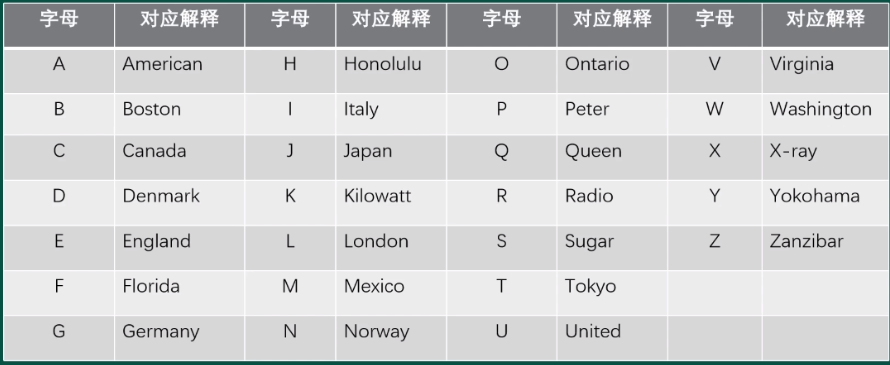 字母 对应解释 字母 对应解释 字母 对应解释 字母 对应解释
A American H Honolulu O Ontario V Virginia
B Boston I Italy P Peter W Washington
C Canada J Japan Q Queen X X-ray
D Denmark K Kilowatt R Radio Y Yokohama
E England L London S Sugar Z Zanzibar
F Florida M Mexico T Tokyo
G Germany N Norway U United